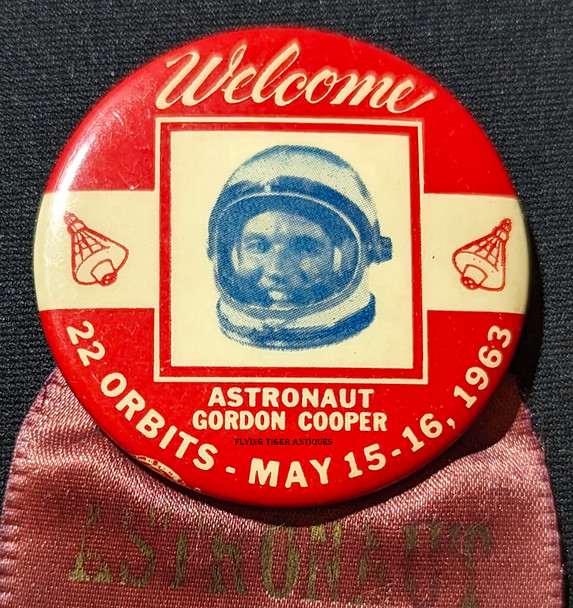 Welcome
ASTRONAUT
GORDON COOPER
FLYING TIGER ANTIQUES
22 ORBITS - MAY 15-16, 1963
ASTRONAUT